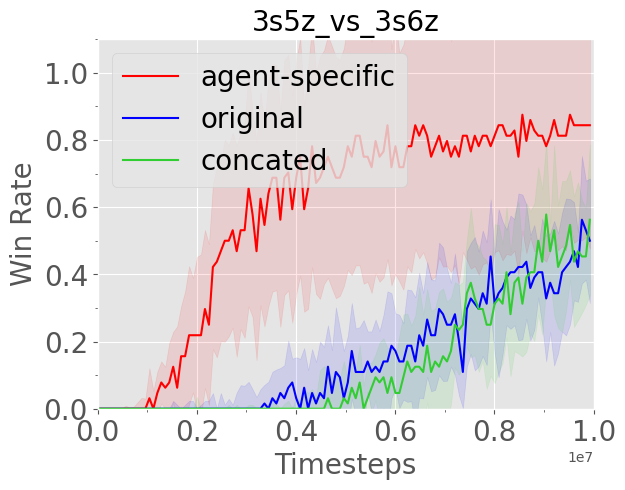 3s5z_vs_3s6z
agent-specific
original
concated
Win Rate
1.0
0.8
0.6
0.4
0.2
0.0
0.0 0.2 0.4 0.6 0.8 1.0
1e7
Timesteps